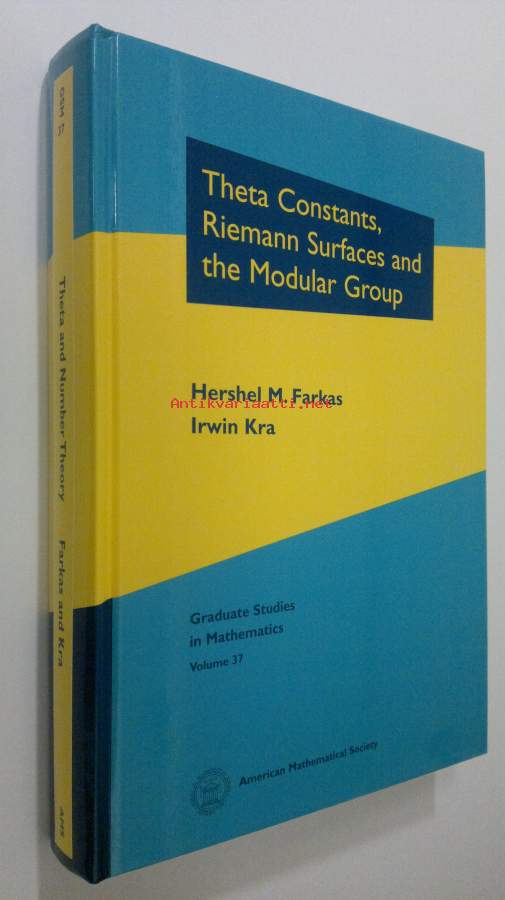 GSM 37
Theta and Number Theory Farkas and Kra
AMS
Theta Constants,
Riemann Surfaces and
the Modular Group
Hershel M. Farkas
Antikvariaatti.Net
Irwin Kra
Graduate Studies
in Mathematics
Volume 37
American Mathematical Society